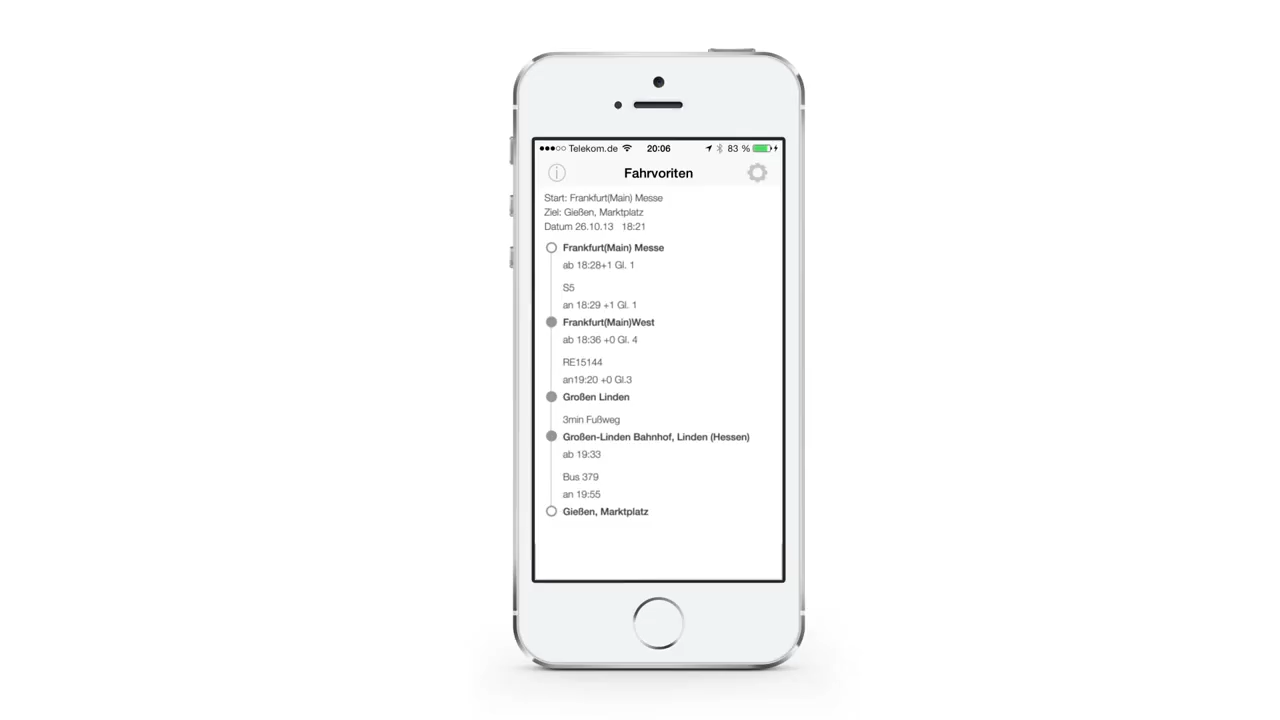 Telekom.de 20:06 83 %
Fahrvoriten
Start: Frankfurt(Main) Messe
Ziel: Gießen, Marktplatz
Datum 26.10.13 18:21
Frankfurt(Main) Messe
ab 18:28+1 Gl. 1
S5
an 18:29 +1 Gl. 1
Frankfurt(Main)West
ab 18:36 +0 Gl. 4
RE15144
an19:20 +0 Gl.3
Großen Linden
3min Fußweg
Großen-Linden Bahnhof, Linden (Hessen)
ab 19:33
Bus 379
an 19:55
Gießen, Marktplatz